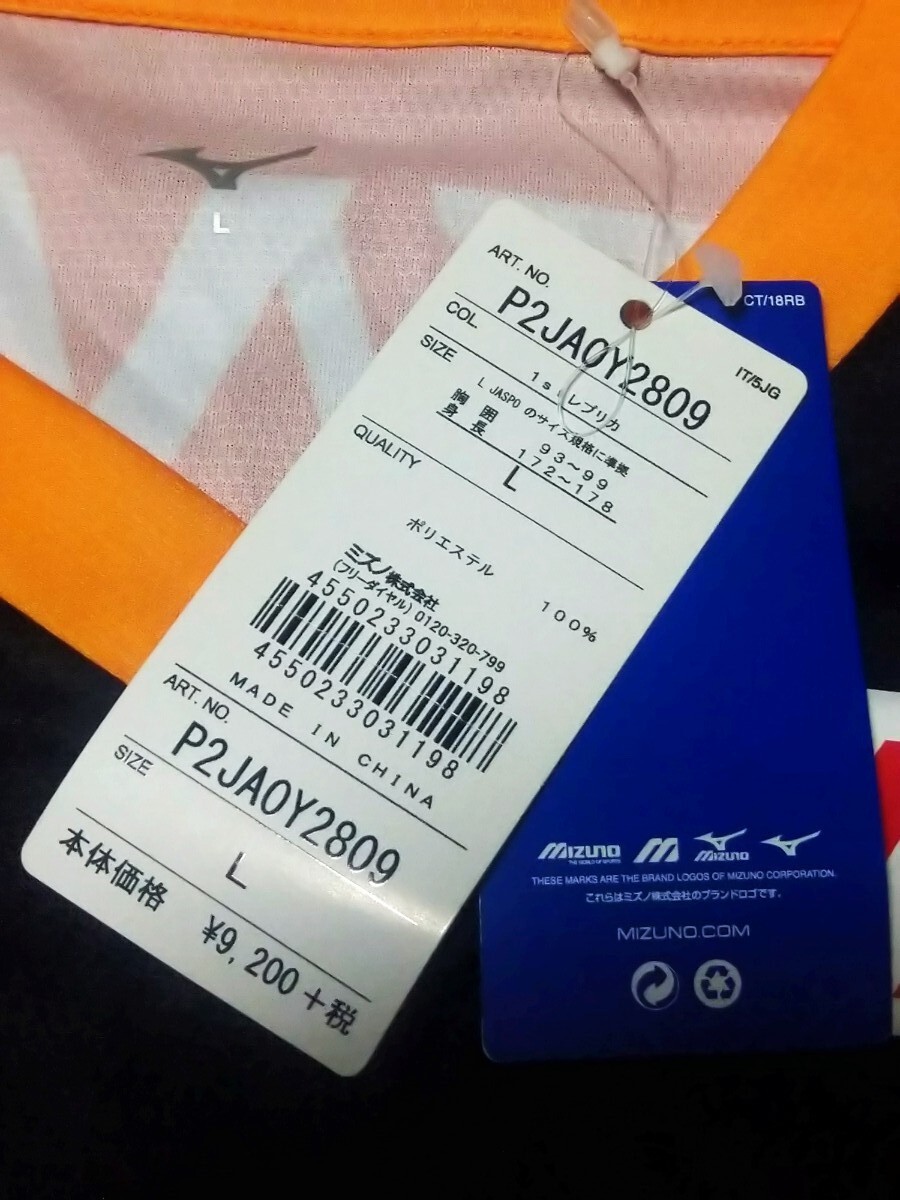 L
ART. NO.
P2JA0Y2809
IT/5JG
COL.
1st レプリカ
SIZE
L JASPO のサイズ規格に準拠
胸囲 93～99
身長 172～178
L
QUALITY
ポリエステル 100%
ミズノ株式会社
(フリーダイヤル) 0120-320-799
4550233031198
4550233031198
MADE IN CHINA
ART. NO.
P2JA0Y2809
SIZE
L
本体価格
¥9,200+税
CT/18RB
MIZUNO
THE WORLD OF SPORTS
MIZUNO
THESE MARKS ARE THE BRAND LOGOS OF MIZUNO CORPORATION.
これらはミズノ株式会社のブランドロゴです。
MIZUNO.COM